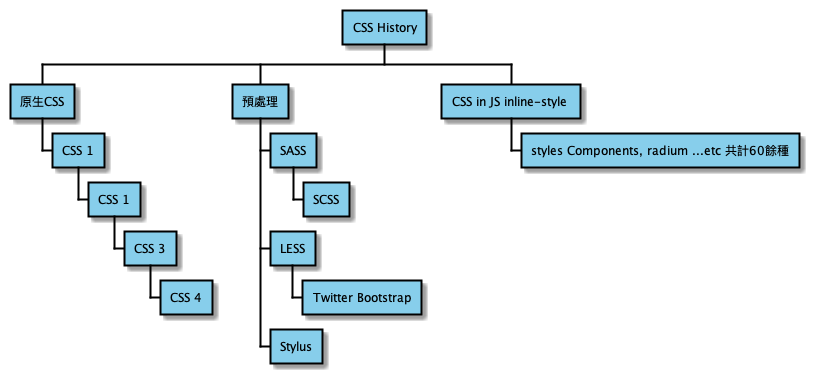 CSS History
原生CSS
CSS 1
CSS 1
CSS 3
CSS 4
預處理
SASS
SCSS
LESS
Twitter Bootstrap
Stylus
CSS in JS inline-style
styles Components, radium ...etc 共計60餘種